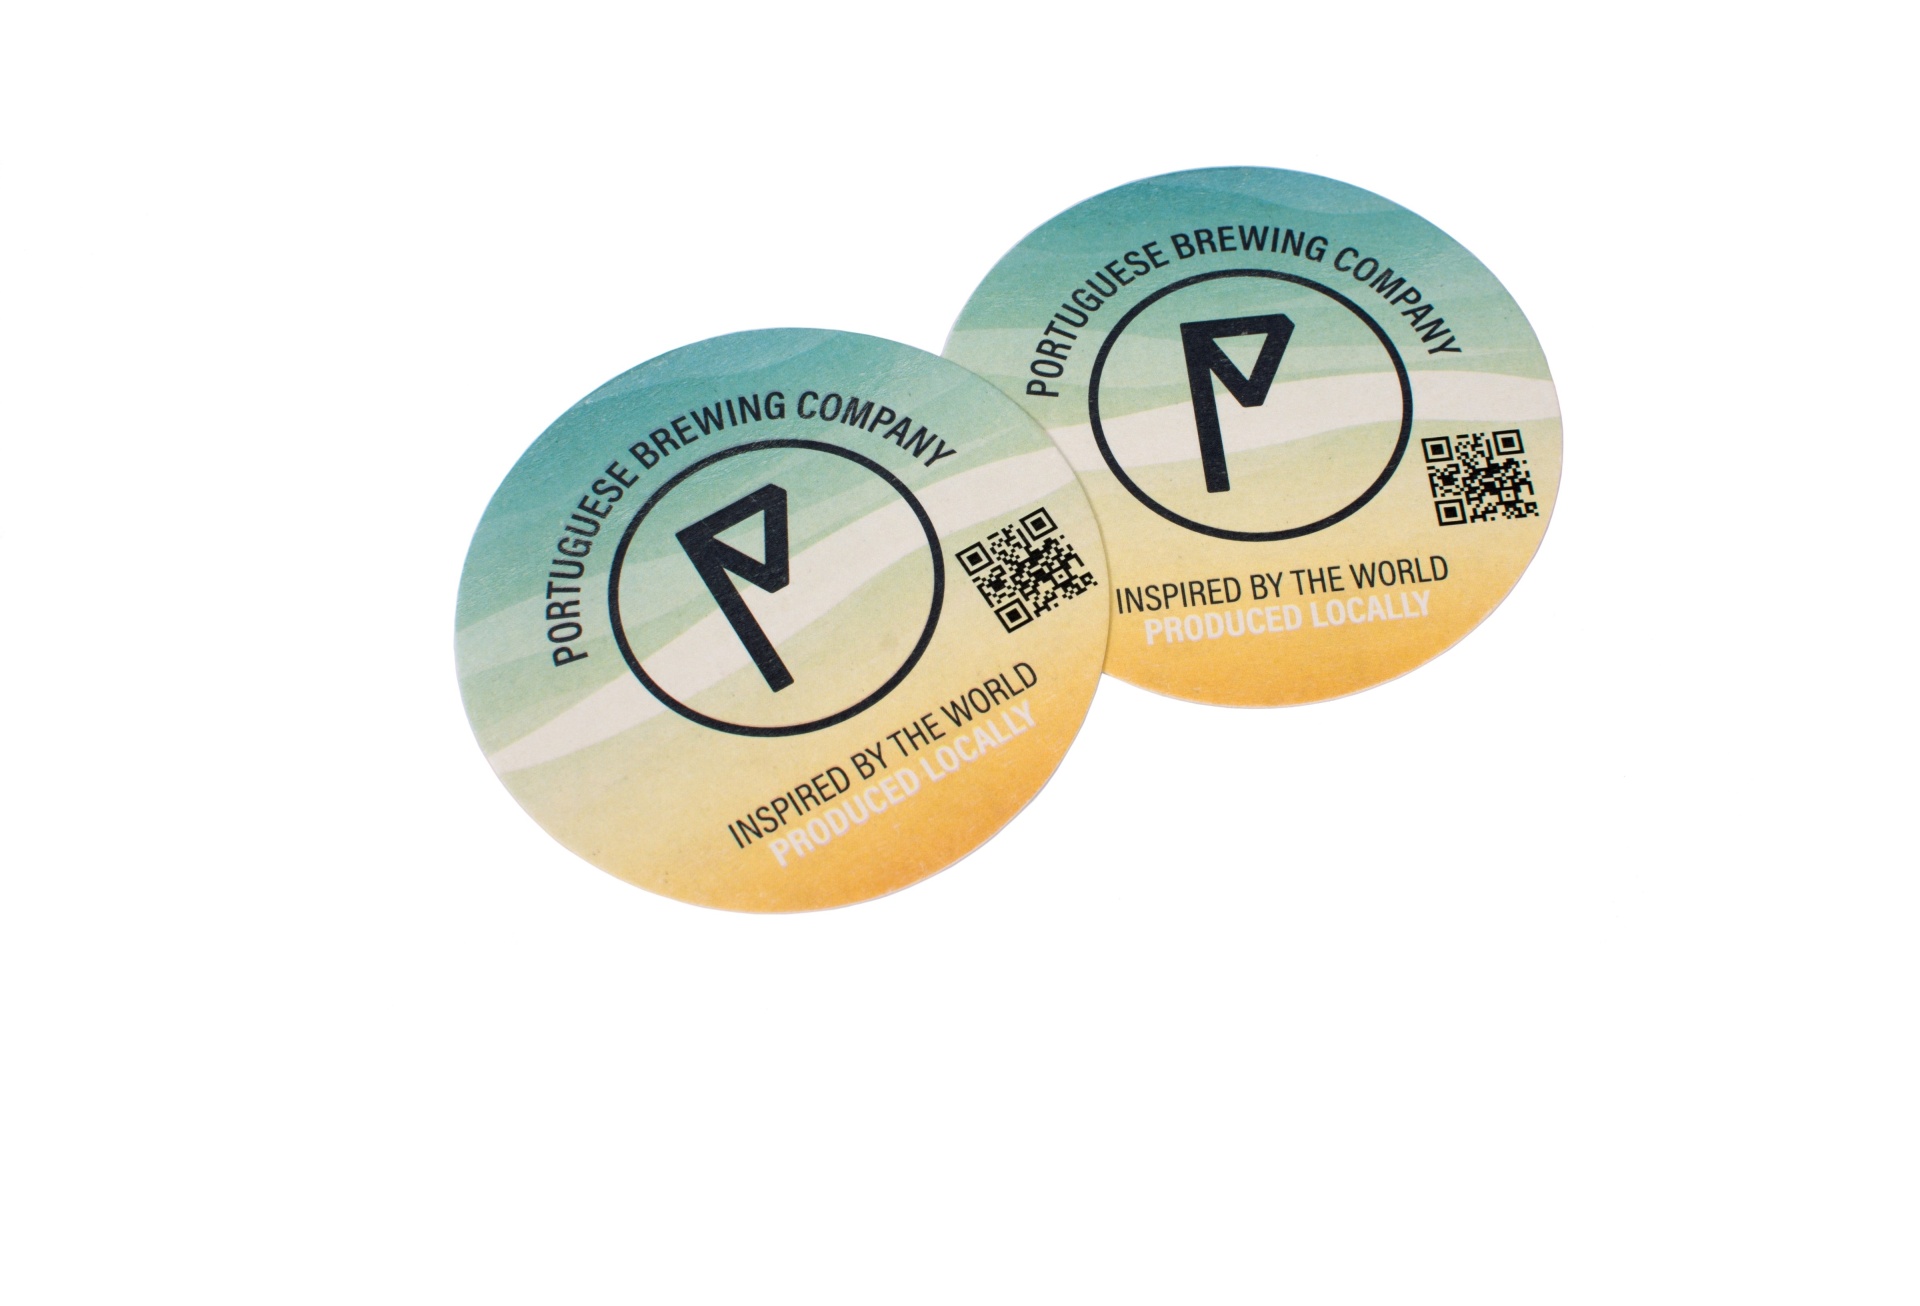 PORTUGUESE BREWING COMPANY
P
INSPIRED BY THE WORLD
PRODUCED LOCALLY
PORTUGUESE BREWING COMPANY
P
INSPIRED BY THE WORLD
PRODUCED LOCALLY